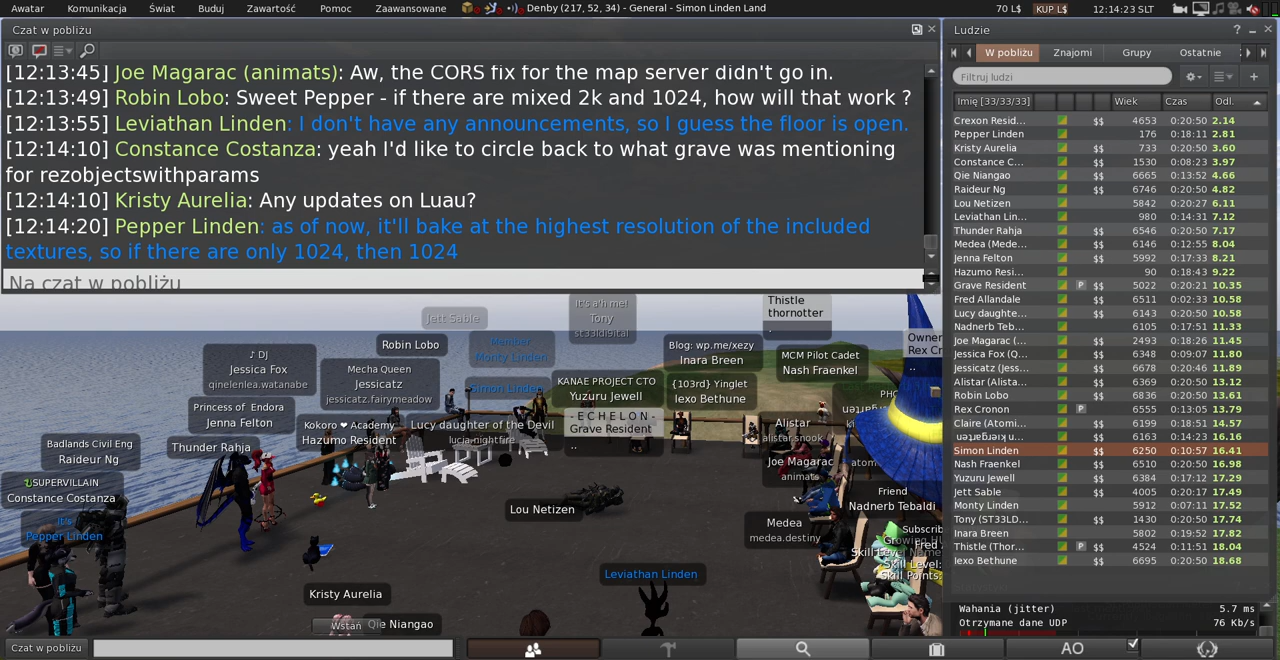 Awatar Komunikacja Świat Buduj Zawartość Pomoc Zaawansowane Denby (217, 52, 34) - General - Simon Linden Land 70 L$ KUP L$ 12:14:23 SLT
Czat w pobliżu
[12:13:45] Joe Magarac (animats): Aw, the CORS fix for the map server didn't go in.
[12:13:49] Robin Lobo: Sweet Pepper - if there are mixed 2k and 1024, how will that work ?
[12:13:55] Leviathan Linden: I don't have any announcements, so I guess the floor is open.
[12:14:10] Constance Costanza: yeah I'd like to circle back to what grave was mentioning
for rezobjectswithparams
[12:14:10] Kristy Aurelia: Any updates on Luau?
[12:14:20] Pepper Linden: as of now, it'll bake at the highest resolution of the included
textures, so if there are only 1024, then 1024
Na czat w pobliżu
Ludzie
W pobliżu Znajomi Grupy Ostatnie
Filtruj ludzi
Imię [33/33/33] Wiek Czas Odl.
Crexon Resid... $$ 4653 0:20:50 2.14
Pepper Linden 176 0:18:11 2.81
Kristy Aurelia $$ 733 0:20:50 3.60
Constance C... $$ 1530 0:08:23 3.97
Qie Niangao $$ 6665 0:13:52 4.66
Raideur Ng $$ 6746 0:20:50 4.82
Lou Netizen 5842 0:20:27 6.11
Leviathan Lin... 980 0:14:31 7.12
Thunder Rahja $$ 6546 0:20:50 7.17
Medea (Mede... $$ 6146 0:12:55 8.04
Jenna Felton $$ 5992 0:17:33 8.21
Hazumo Resi... 90 0:18:43 9.22
Grave Resident P $$ 5022 0:20:21 10.35
Fred Allandale $$ 6511 0:02:33 10.58
Lucy daughte... $$ 6143 0:20:50 10.58
Nadnerb Teb... 6105 0:17:51 11.33
Joe Magarac (... $$ 2493 0:18:26 11.45
Jessica Fox (Q... $$ 6348 0:09:07 11.80
Jessicatz (Jess... $$ 6678 0:20:46 11.89
Alistar (Alista... $$ 6369 0:20:50 13.12
Robin Lobo $$ 6836 0:20:50 13.61
Rex Cronon P 6555 0:13:05 13.79
Claire (Atomi... $$ 6199 0:18:51 14.57
$$ 6163 0:14:23 16.16
Simon Linden $$ 6250 0:10:57 16.41
Nash Fraenkel $$ 6510 0:20:50 16.98
Yuzuru Jewell $$ 6384 0:17:12 17.29
Jett Sable $$ 4005 0:20:17 17.49
Monty Linden 5912 0:07:11 17.52
Tony (ST33LD... $$ 1430 0:20:50 17.74
Inara Breen 5802 0:19:52 17.82
Thistle (Thor... P $$ 4524 0:11:51 18.04
Iexo Bethune $$ 6695 0:20:50 18.68
Wahania (jitter) 5.7 ms
Otrzymane dane UDP 76 Kb/s
Jett Sable
It's a'h me!
Tony
st33ldi9ital
Thistle
thornotter
Robin Lobo
Member
Monty Linden
Blog: wp.me/xezy
Inara Breen
Owner
Rex Cr
♪ DJ
Jessica Fox
qinelenlea.watanabe
Mecha Queen
Jessicatz
jessicatz.fairymeadow
Simon Linden
KANAE PROJECT CTO
Yuzuru Jewell
{103rd} Yinglet
Iexo Bethune
MCM Pilot Cadet
Nash Fraenkel
Princess of Endora
Jenna Felton
Kokoro ❤ Academy
Hazumo Resident
Lucy daughter of the Devil
lucia.nightfire
- E C H E L O N -
Grave Resident
..
Alistar
alistar.snook
Badlands Civil Eng
Raideur Ng
Thunder Rahja
Joe Magarac
animats
atom
SUPERVILLAIN
Constance Costanza
Friend
Nadnerb Tebaldi
Lou Netizen
It's
Pepper Linden
Medea
medea.destiny
Subscrib
Fred
Skill Level:
Skill Points:
Leviathan Linden
Kristy Aurelia
Wstań Qie Niangao
Czat w pobliżu AO